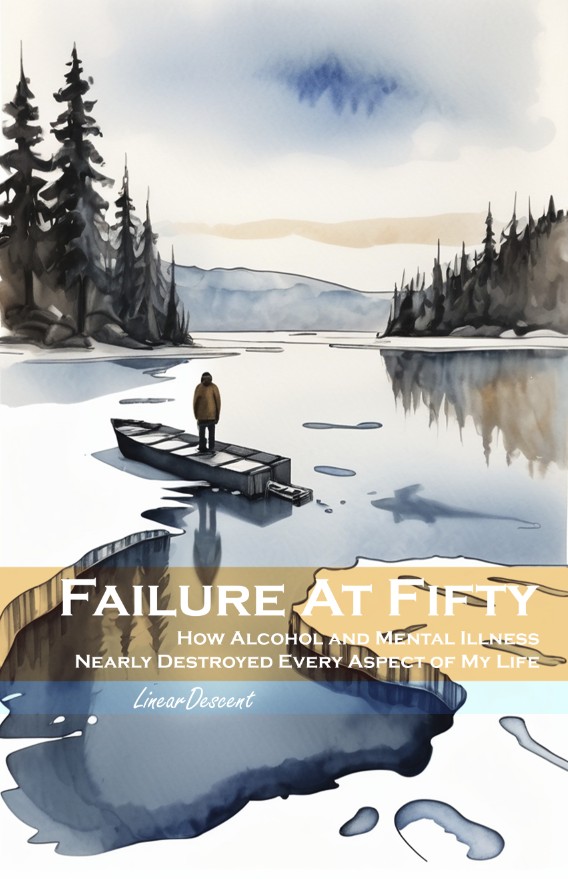 Failure At Fifty
How Alcohol and Mental Illness
Nearly Destroyed Every Aspect of My Life
LinearDescent